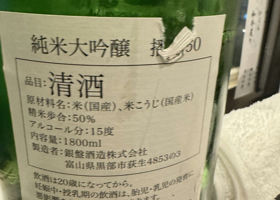 純米大吟醸 50
品目：清酒
原材料名：米(国産)、米こうじ(国産米)
精米歩合：50%
アルコール分：15度
内容量：1800ml
製造者：銀盤酒造株式会社
富山県黒部市荻生4853の3
飲酒は20歳になってから。
妊娠中・授乳期の飲酒は、胎児・乳児の発育に